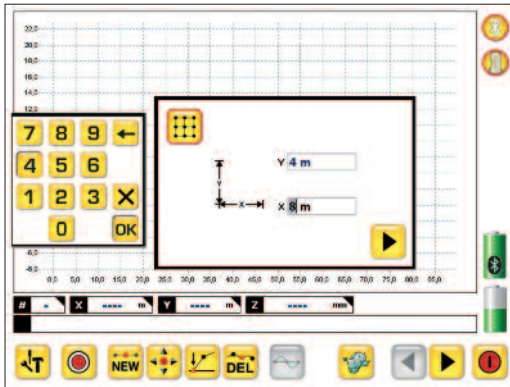 22,0
20,0
18,0
16,0
14,0
12,0
7 8 9
4 5 6
1 2 3 X
0 OK
Y 4 m
Y
X
X 8 m
-6,0
-8,0
0,0 5,0 10,0 15,0 20,0 25,0 30,0 35,0 40,0 45,0 50,0 55,0 60,0 65,0 70,0 75,0 80,0 85,0
# - X ---- m Y ---- m Z ---- mm
T NEW DEL